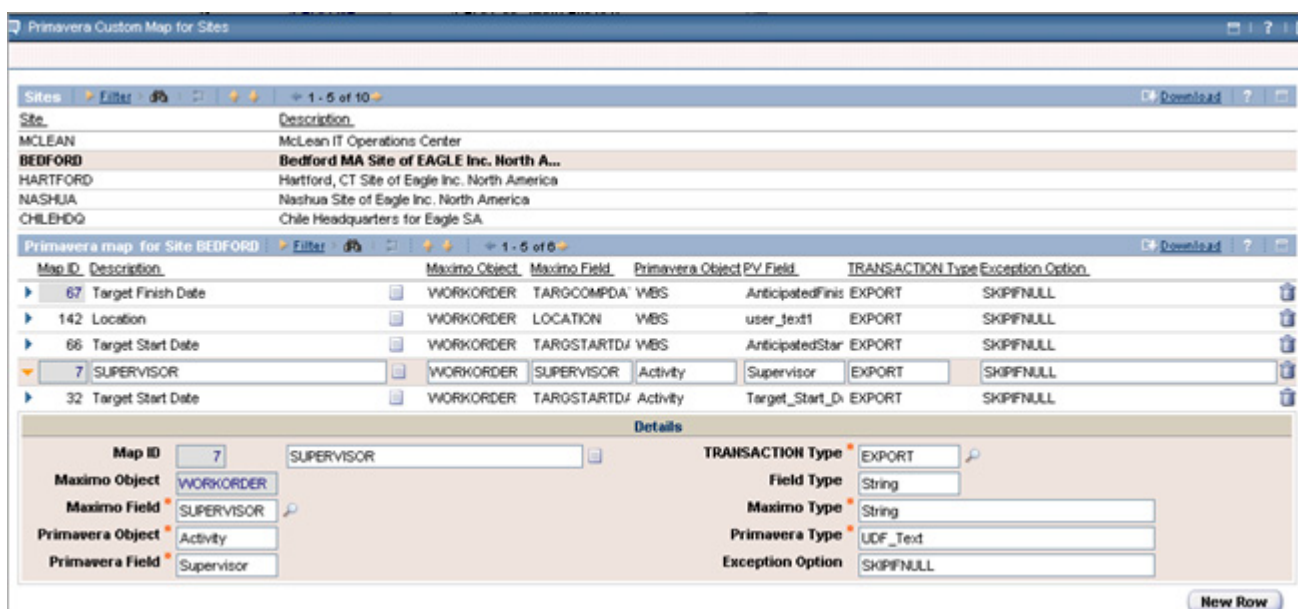 Primavera Custom Map for Sites ?
Sites Filter 1 - 5 of 10 Download ?
Site Description
MCLEAN McLean IT Operations Center
BEDFORD Bedford MA Site of EAGLE Inc. North A...
HARTFORD Hartford, CT Site of Eagle Inc. North America
NASHUA Nashua Site of Eagle Inc. North America
CHILEHDQ Chile Headquarters for Eagle SA
Primavera map for Site BEDFORD Filter 1 - 5 of 6 Download ?
Map ID Description Maximo Object Maximo Field Primavera Object PV Field TRANSACTION Type Exception Option
67 Target Finish Date WORKORDER TARGCOMPDA WBS AnticipatedFinis EXPORT SKIPIFNULL
142 Location WORKORDER LOCATION WBS user_text1 EXPORT SKIPIFNULL
66 Target Start Date WORKORDER TARGSTARTDA WBS AnticipatedStar EXPORT SKIPIFNULL
7 SUPERVISOR WORKORDER SUPERVISOR Activity Supervisor EXPORT SKIPIFNULL
32 Target Start Date WORKORDER TARGSTARTDA Activity Target_Start_D EXPORT SKIPIFNULL
Details
Map ID 7 SUPERVISOR TRANSACTION Type * EXPORT
Maximo Object WORKORDER Field Type String
Maximo Field * SUPERVISOR Maximo Type * String
Primavera Object * Activity Primavera Type * UDF_Text
Primavera Field * Supervisor Exception Option SKIPIFNULL
New Row